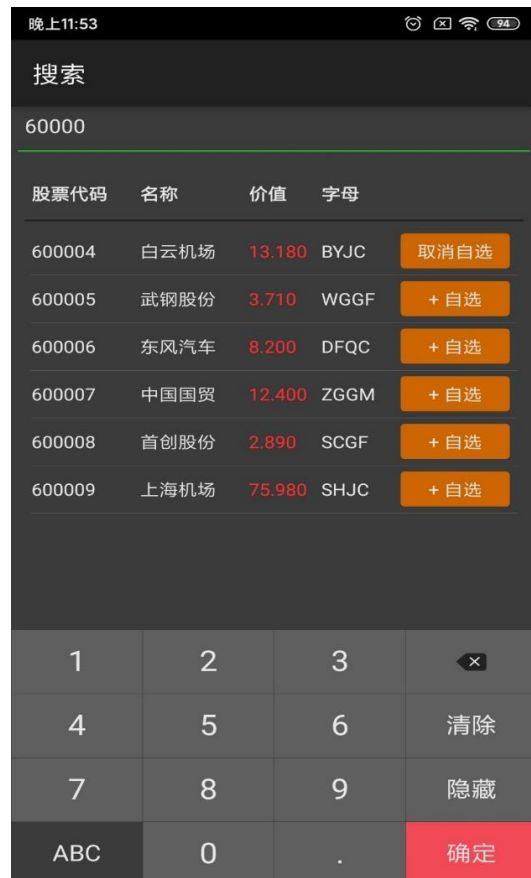 晚上11:53 94
搜索
60000
股票代码 名称 价值 字母
600004 白云机场 13.180 BYJC 取消自选
600005 武钢股份 3.710 WGGF + 自选
600006 东风汽车 8.200 DFQC + 自选
600007 中国国贸 12.400 ZGGM + 自选
600008 首创股份 2.890 SCGF + 自选
600009 上海机场 75.980 SHJC + 自选
1 2 3
4 5 6 清除
7 8 9 隐藏
ABC 0 . 确定